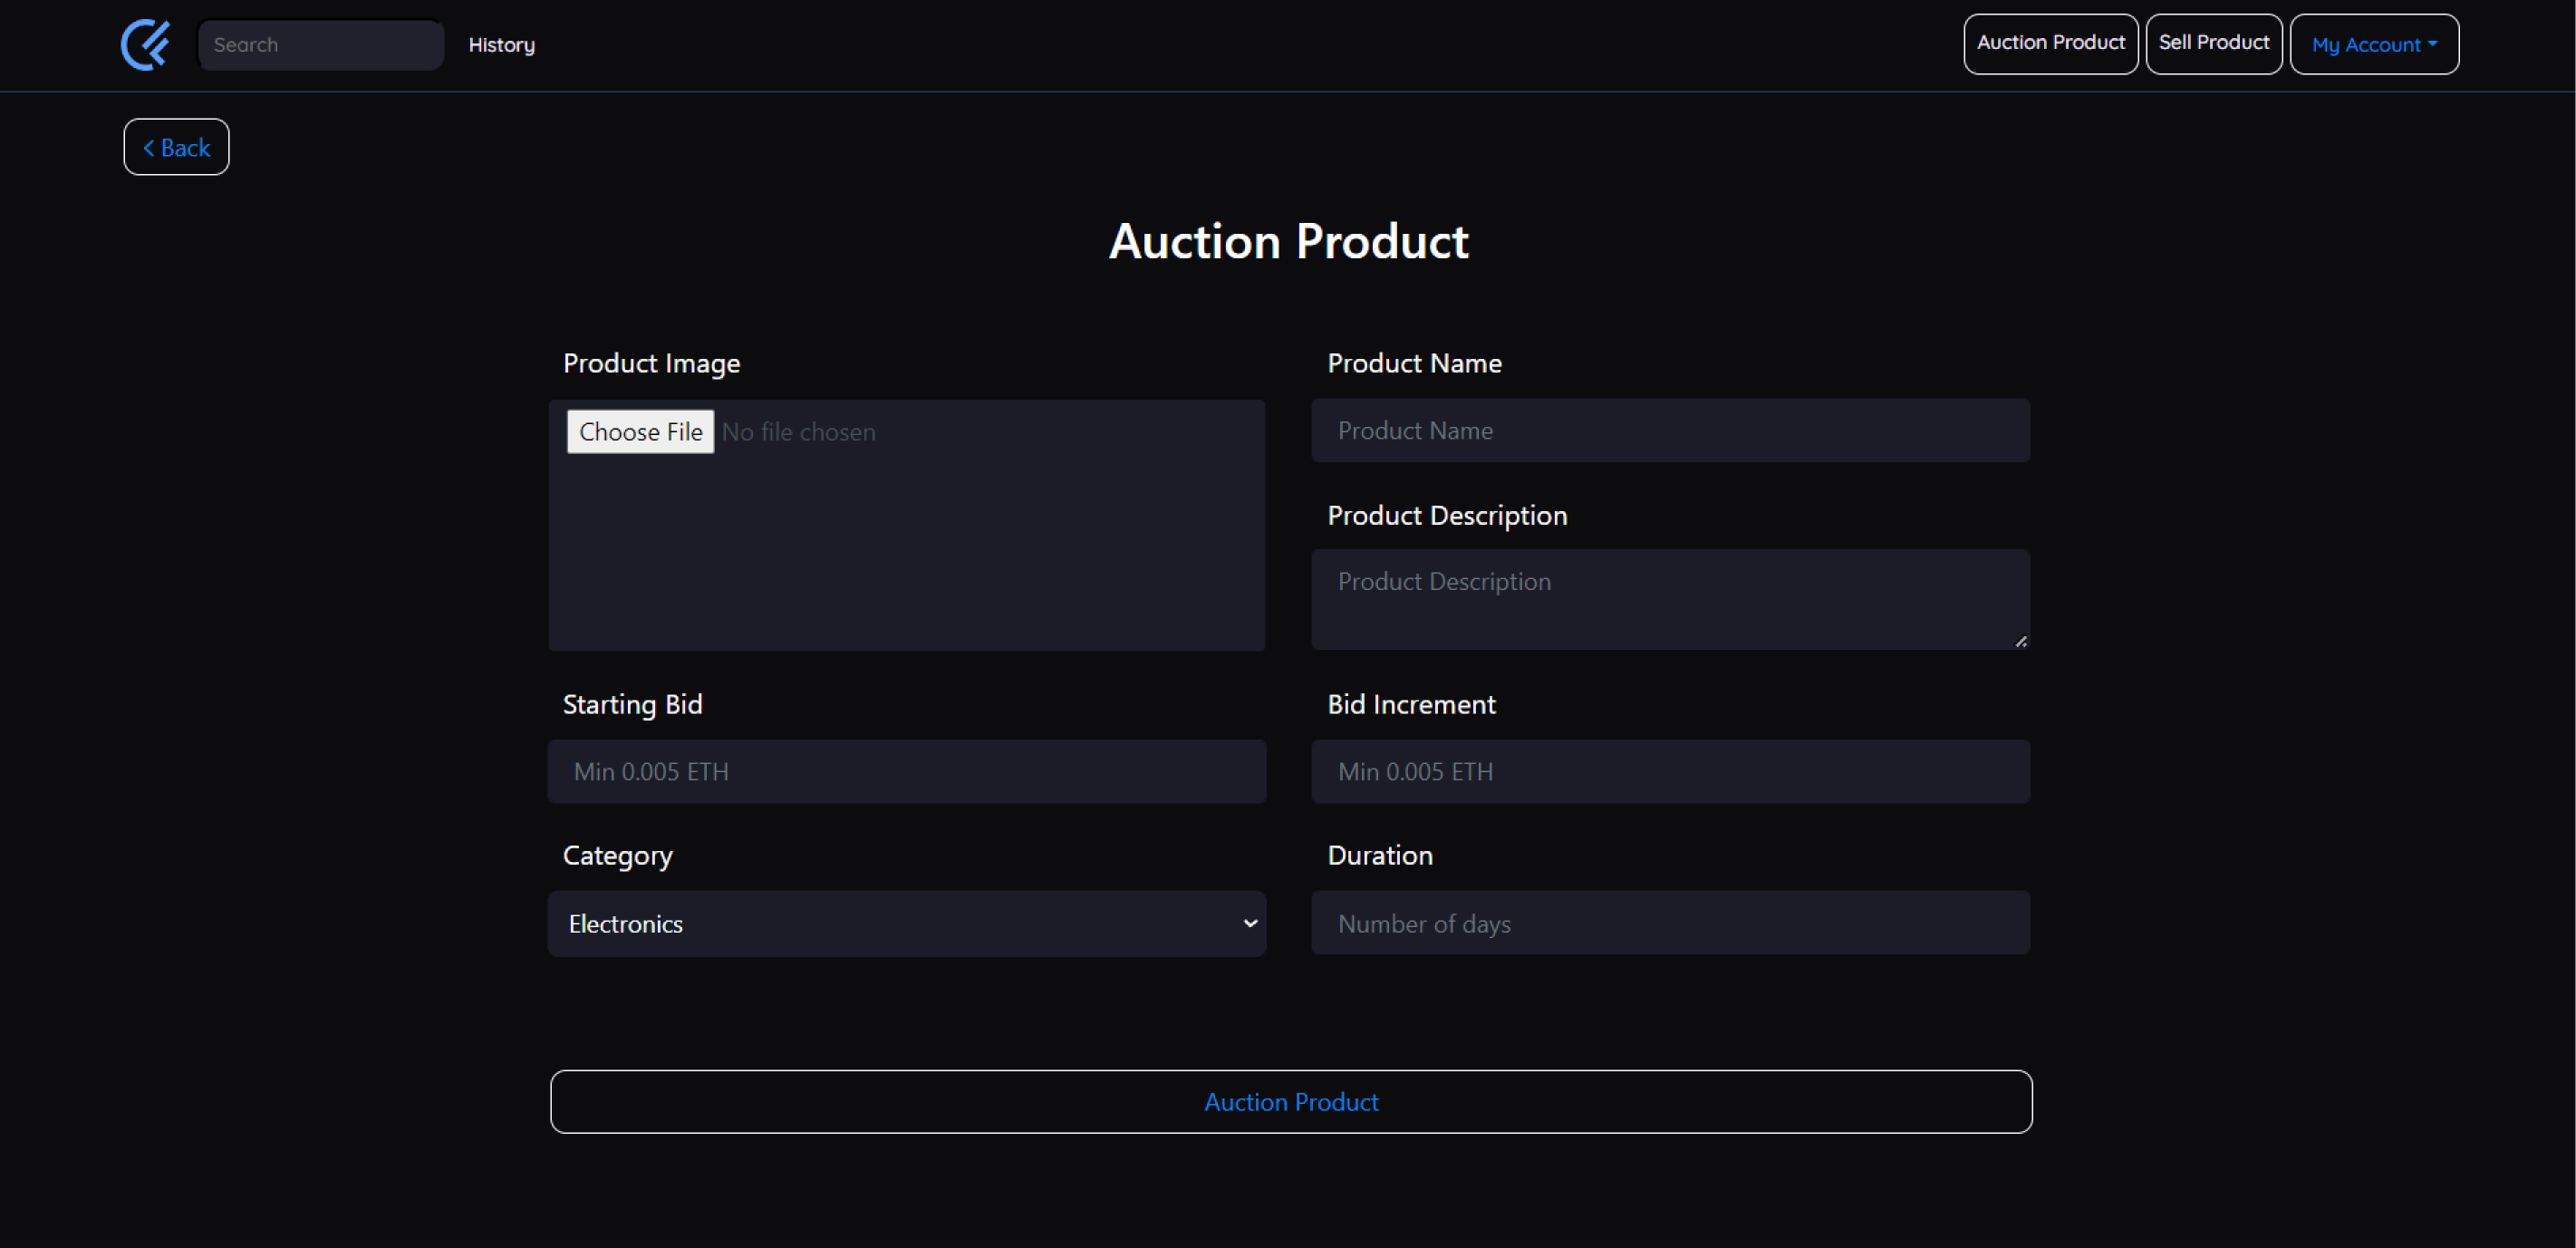 Search
History
Auction Product
Sell Product
My Account
Back
Auction Product
Product Image
Product Name
Choose File No file chosen
Product Name
Product Description
Product Description
Starting Bid
Bid Increment
Min 0.005 ETH
Min 0.005 ETH
Category
Duration
Electronics
Number of days
Auction Product